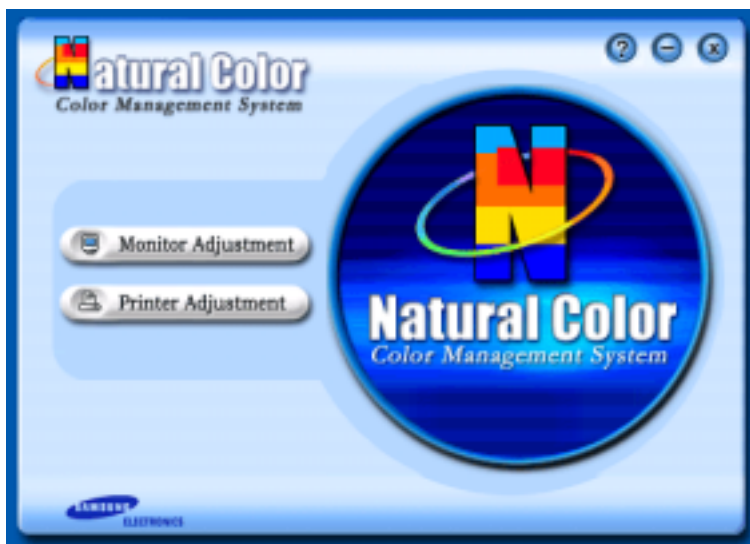 Natural Color
Color Management System
?
x
Monitor Adjustment
Printer Adjustment
N
Natural Color
Color Management System
SAMSUNG
ELECTRONICS